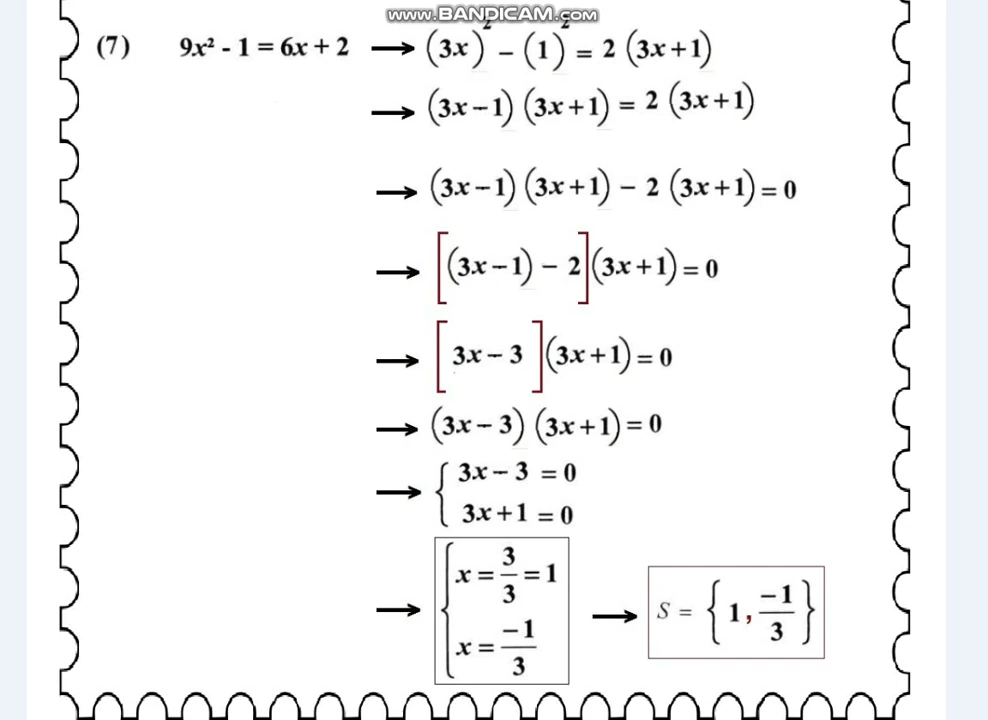 www.BANDICAM.com
(7) 9x² - 1 = 6x + 2 → (3x)² − (1)² = 2 (3x+1)
→ (3x−1) (3x+1) = 2 (3x+1)
→ (3x−1) (3x+1) − 2 (3x+1) = 0
→ [(3x−1) − 2](3x+1) = 0
→ [3x − 3](3x+1) = 0
→ (3x − 3) (3x+1) = 0
→ { 3x − 3 = 0
3x + 1 = 0
→ { x = 3/3 = 1
x = −1/3
→ S = {1, −1/3}